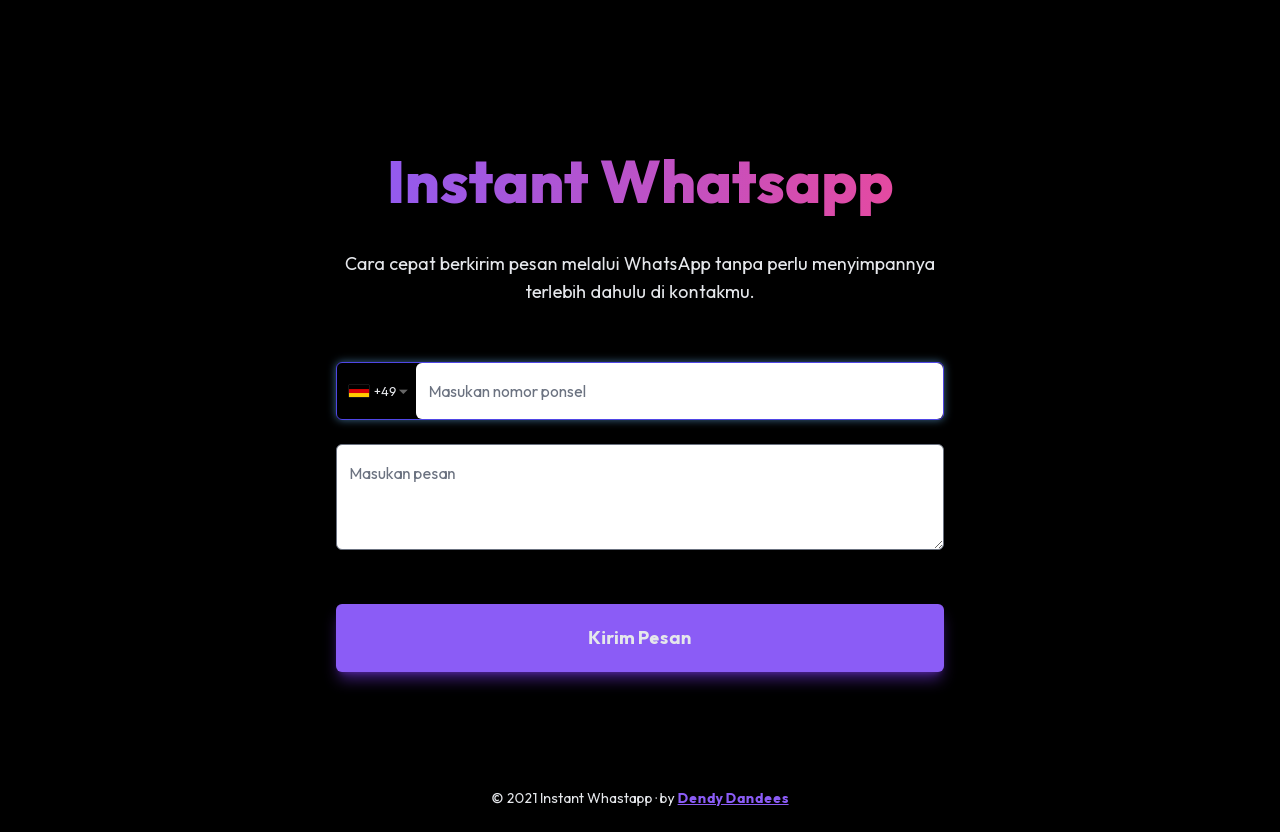 Instant Whatsapp
Cara cepat berkirim pesan melalui WhatsApp tanpa perlu menyimpannya
terlebih dahulu di kontakmu.
+49 Masukan nomor ponsel
Masukan pesan
Kirim Pesan
© 2021 Instant Whastapp · by Dendy Dandees